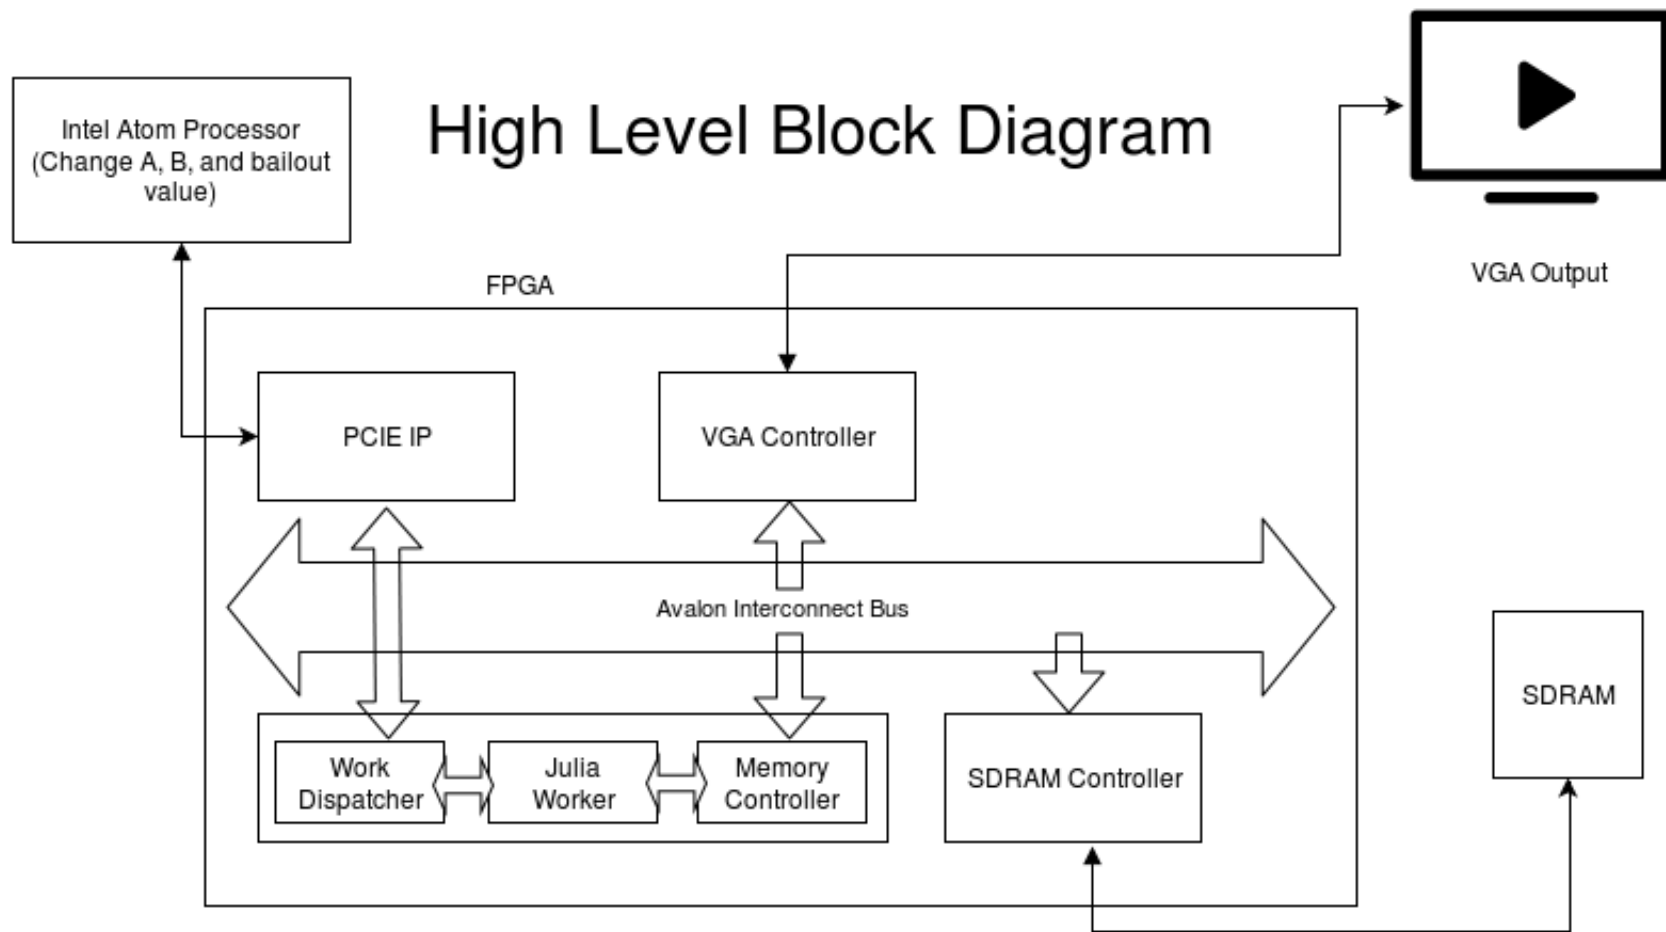 High Level Block Diagram
Intel Atom Processor
(Change A, B, and bailout
value)
VGA Output
FPGA
PCIE IP
VGA Controller
Avalon Interconnect Bus
Work
Dispatcher
Julia
Worker
Memory
Controller
SDRAM Controller
SDRAM